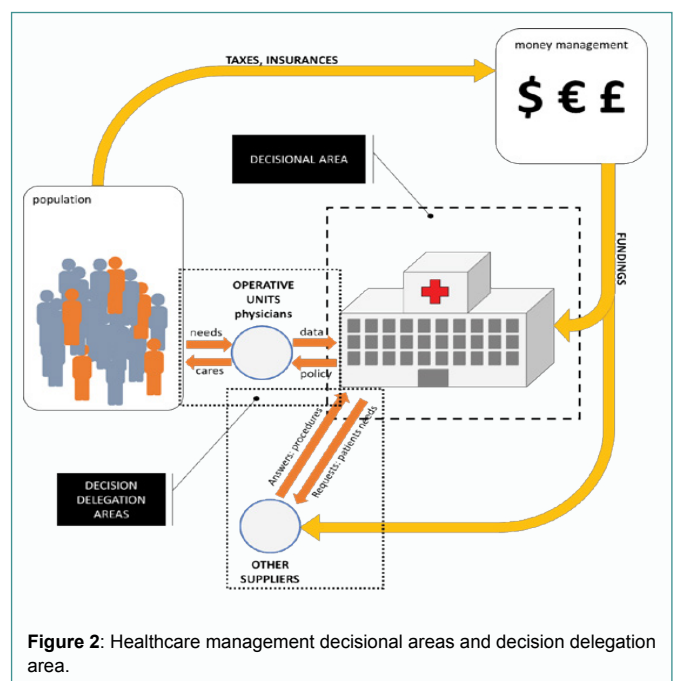 money management
$ € £
TAXES, INSURANCES
DECISIONAL AREA
population
FUNDINGS
OPERATIVE
UNITS
physicians
needs
data
cares
policy
Answers: procedures
Requests: patients needs
DECISION
DELEGATION
AREAS
OTHER
SUPPLIERS
Figure 2: Healthcare management decisional areas and decision delegation
area.